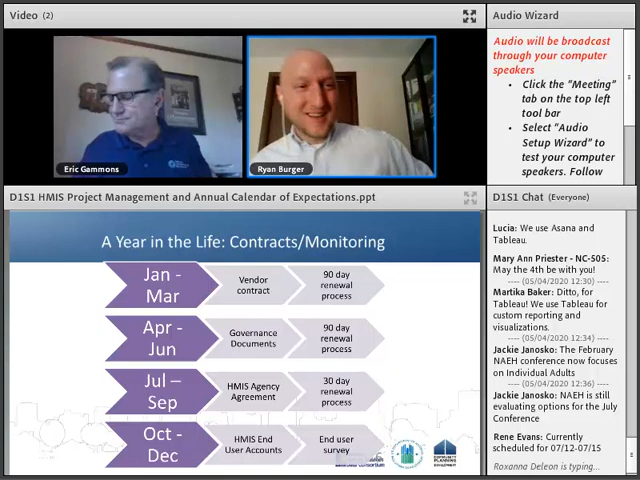 Video (2)
Eric Gammons
Ryan Burger
Audio Wizard
Audio will be broadcast
through your computer
speakers
• Click the "Meeting"
tab on the top left
tool bar
• Select "Audio
Setup Wizard" to
test your computer
speakers. Follow
D1S1 HMIS Project Management and Annual Calendar of Expectations.ppt
A Year in the Life: Contracts/Monitoring
Jan -
Mar
Vendor
contract
90 day
renewal
process
Apr -
Jun
Governance
Documents
90 day
renewal
process
Jul –
Sep
HMIS Agency
Agreement
30 day
renewal
process
Oct -
Dec
HMIS End
User Accounts
End user
survey
COMMUNITY
PLANNING
D1S1 Chat (Everyone)
Lucia: We use Asana and
Tableau.
Mary Ann Priester - NC-505:
May the 4th be with you!
---- (05/04/2020 12:30) ----
Martika Baker: Ditto, for
Tableau! We use Tableau for
custom reporting and
visualizations.
---- (05/04/2020 12:34) ----
Jackie Janosko: The February
NAEH conference now focuses
on Individual Adults
---- (05/04/2020 12:36) ----
Jackie Janosko: NAEH is still
evaluating options for the July
Conference
Rene Evans: Currently
scheduled for 07/12-07/15
Roxanna Deleon is typing...